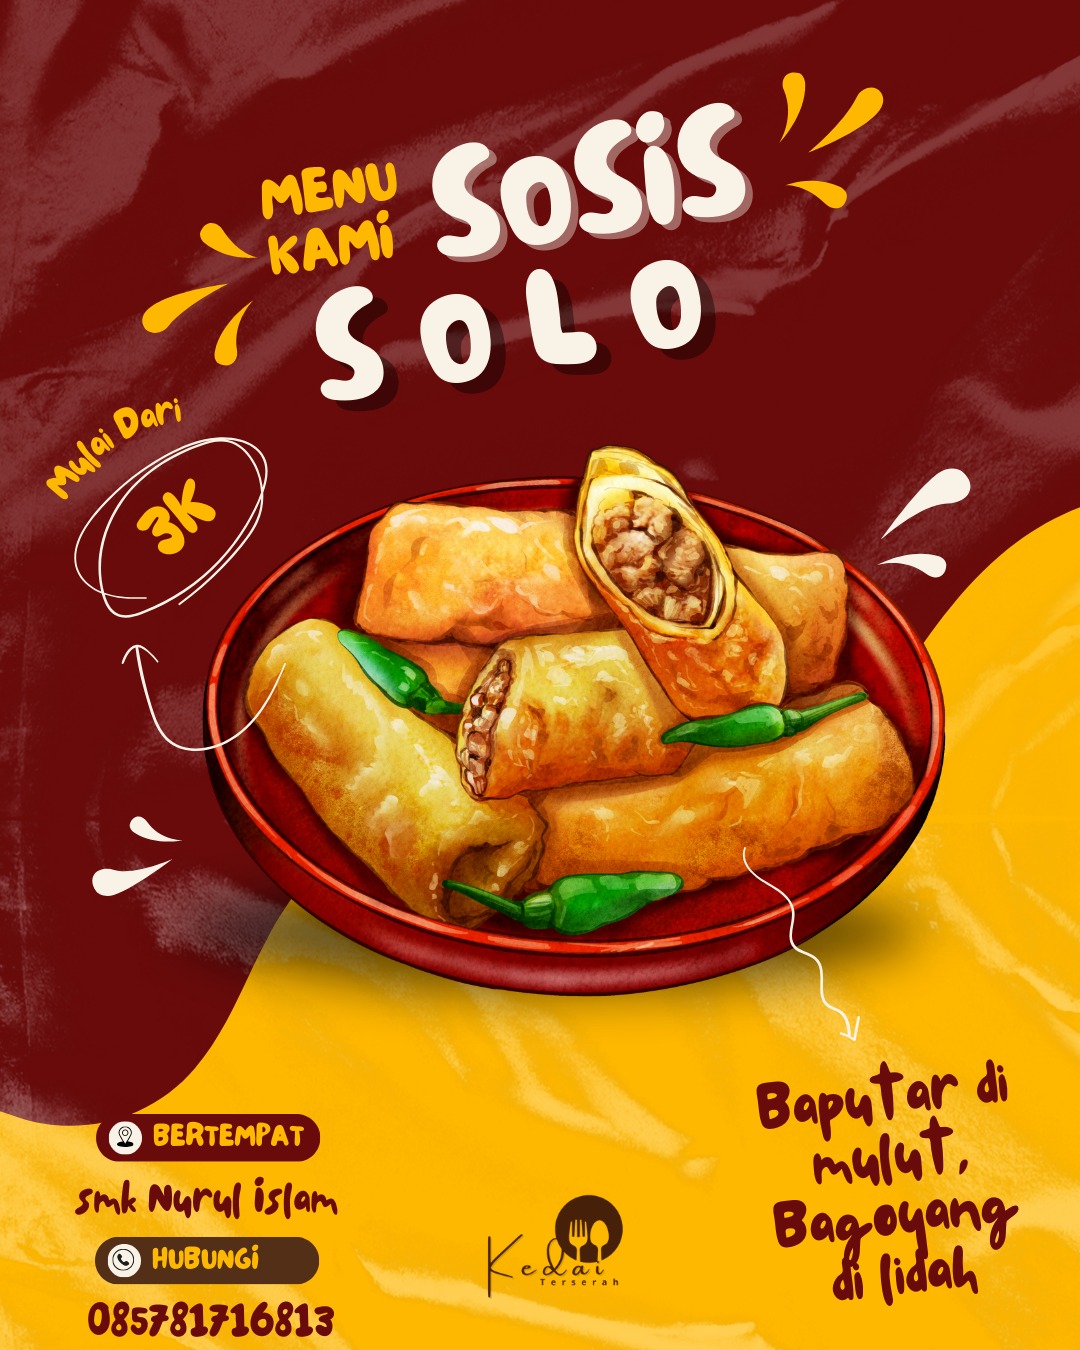 MENU
KAMi
SOSiS
SOLO
Mulai Dari
3K
BERTEMPAT
smk Nurul islam
HUBUNGi
085781716813
Kedai
Terserah
Baputar di
mulut,
Bagoyang
di lidah